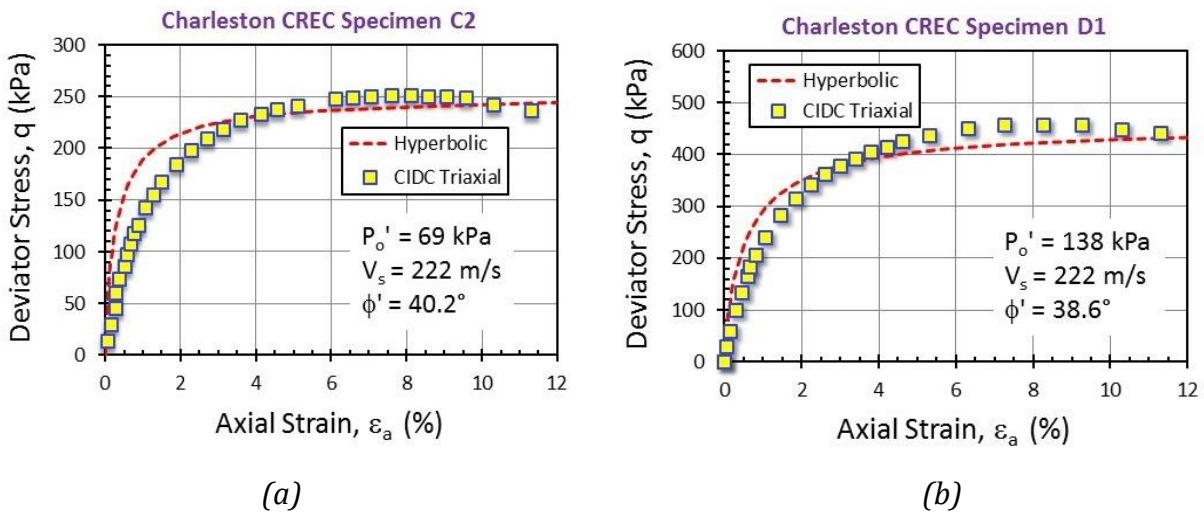 Charleston CREC Specimen C2
Deviator Stress, q (kPa)
300
250
200
150
100
50
0
Hyperbolic
CIDC Triaxial
Po' = 69 kPa
Vs = 222 m/s
ϕ' = 40.2°
0 2 4 6 8 10 12
Axial Strain, εa (%)
(a)
Charleston CREC Specimen D1
Deviator Stress, q (kPa)
600
500
400
300
200
100
0
Hyperbolic
CIDC Triaxial
Po' = 138 kPa
Vs = 222 m/s
ϕ' = 38.6°
0 2 4 6 8 10 12
Axial Strain, εa (%)
(b)